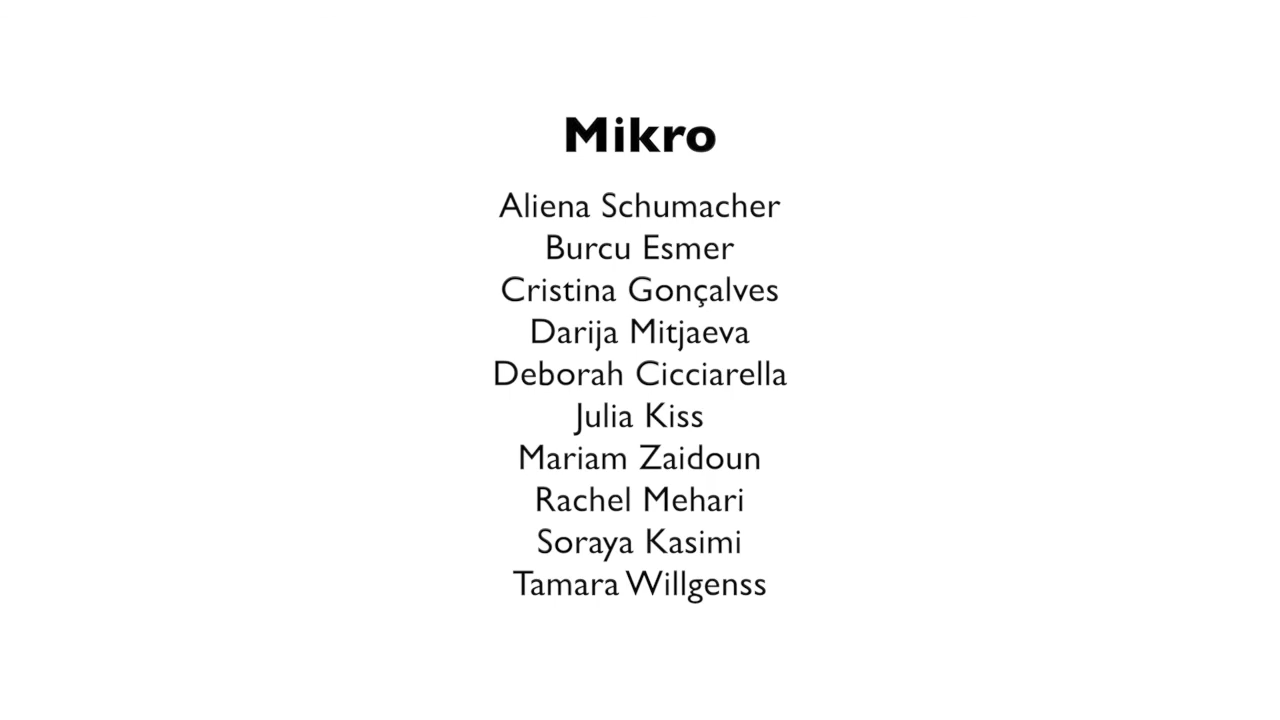 Mikro
Aliena Schumacher
Burcu Esmer
Cristina Gonçalves
Darija Mitjaeva
Deborah Cicciarella
Julia Kiss
Mariam Zaidoun
Rachel Mehari
Soraya Kasimi
Tamara Willgenss